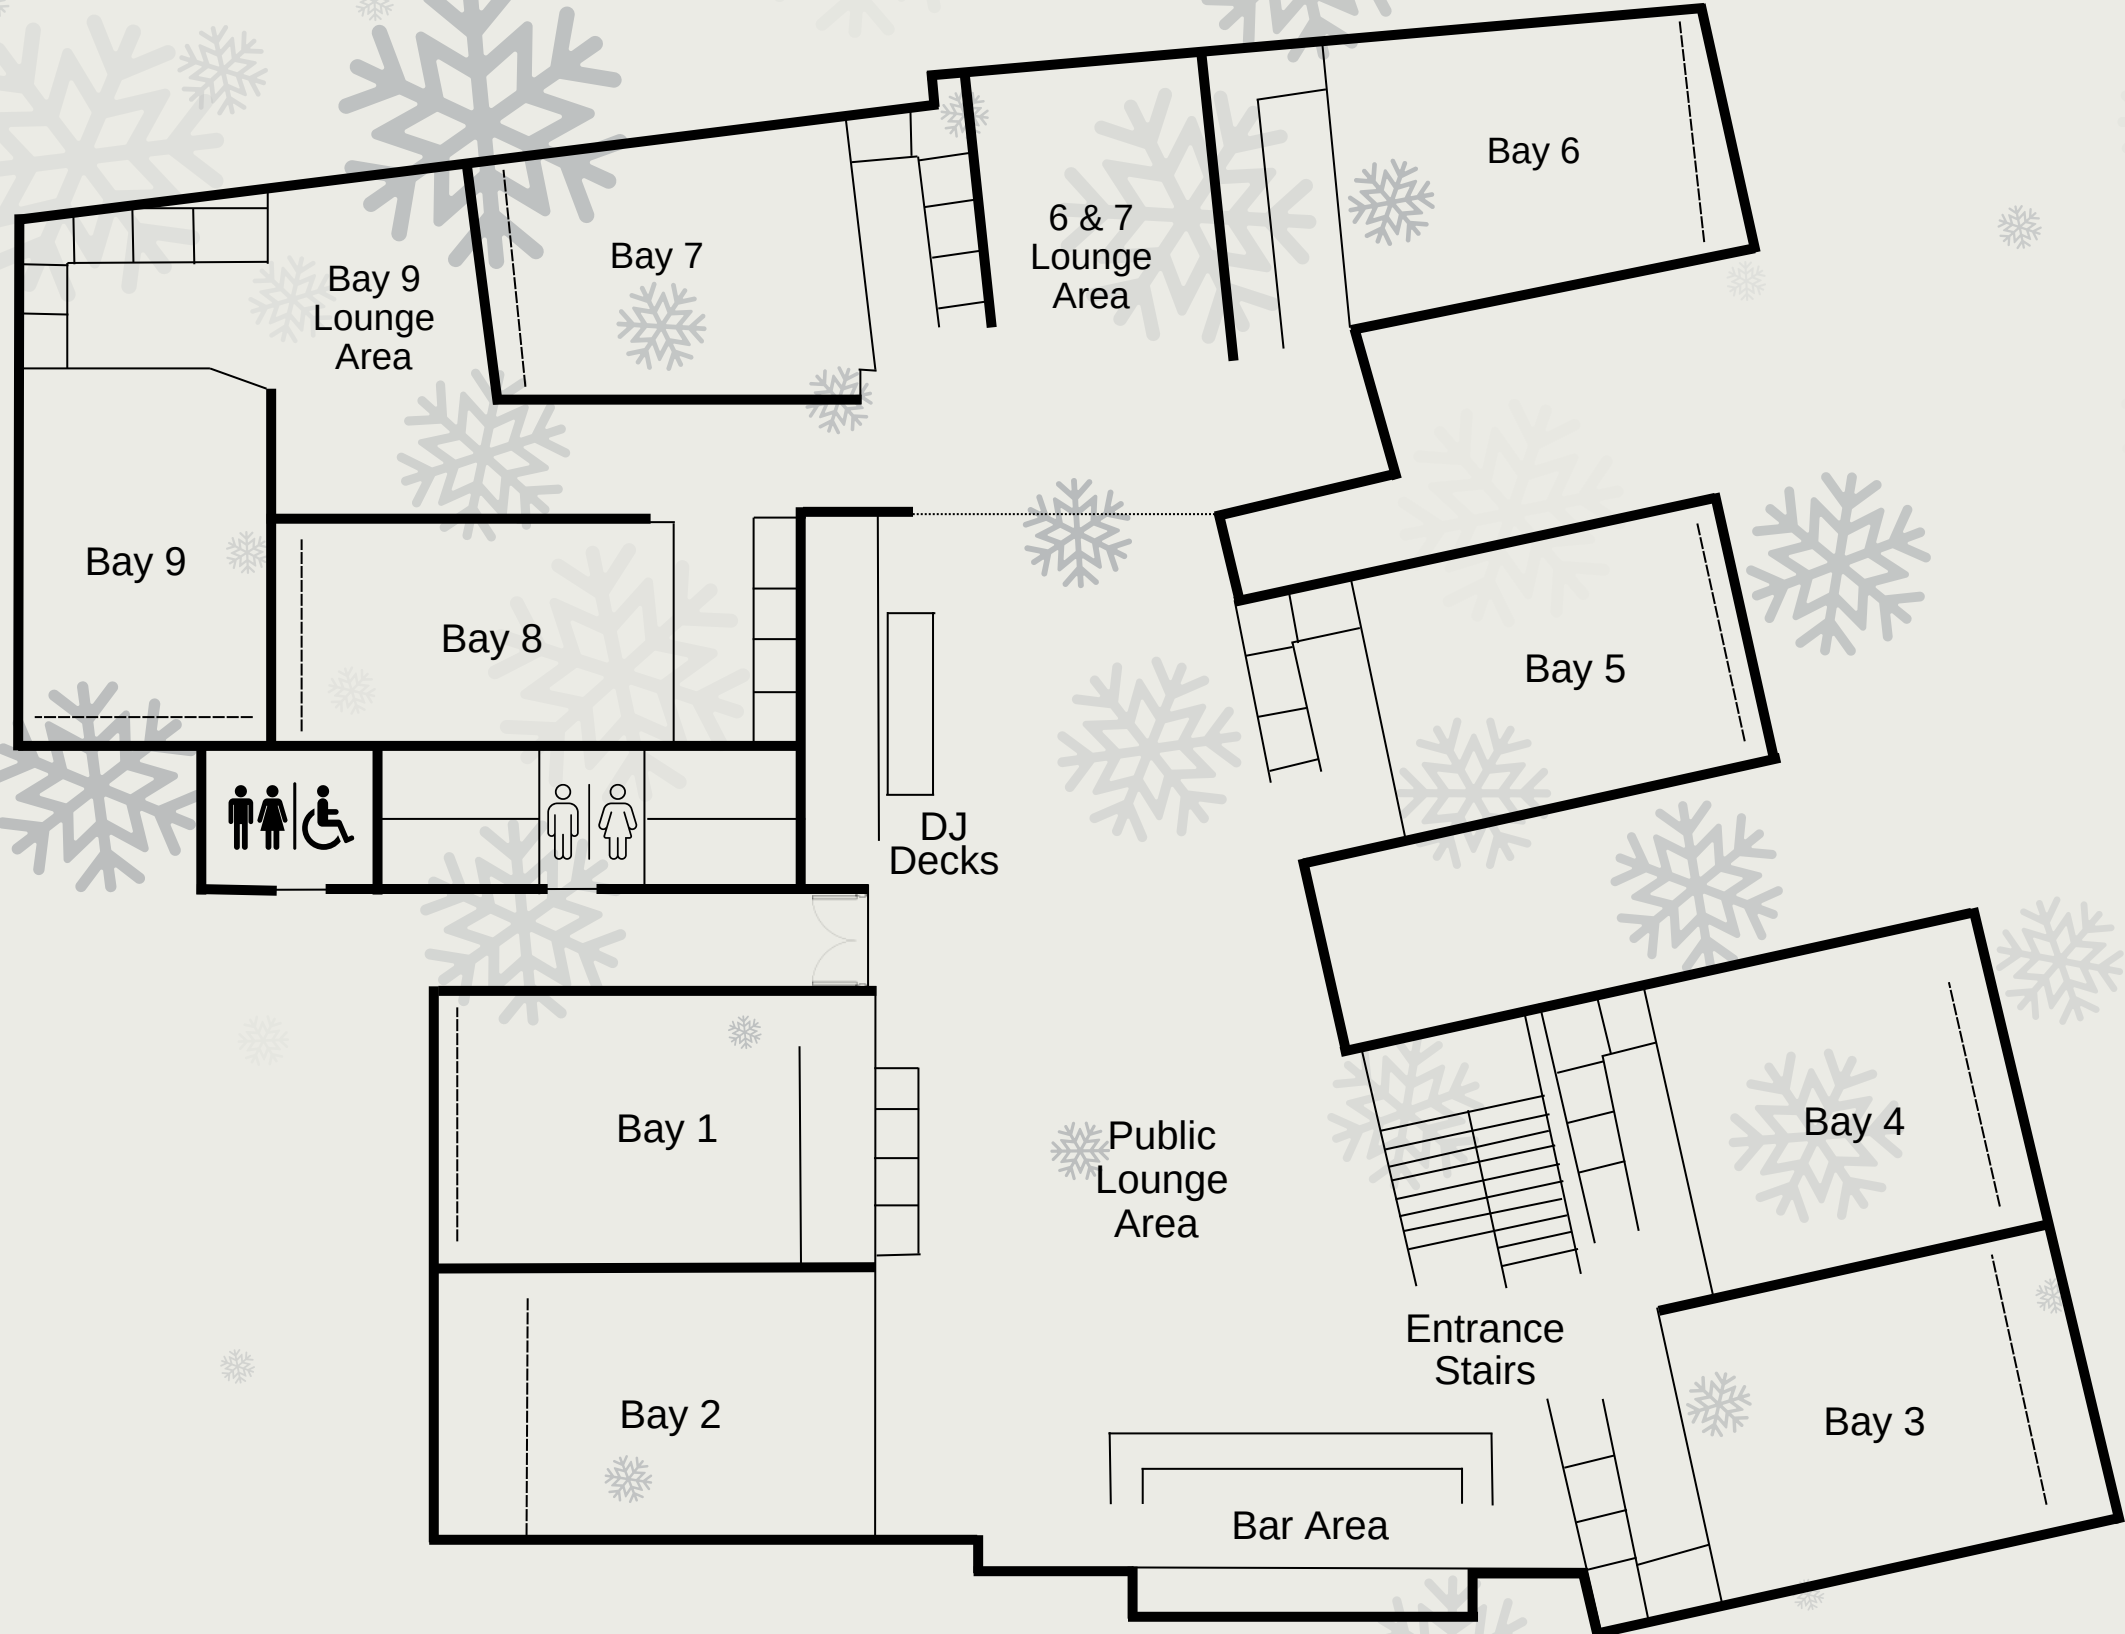 Bay 6
Bay 7
6 & 7
Lounge
Area
Bay 9
Lounge
Area
Bay 9
Bay 8
Bay 5
DJ
Decks
Bay 1
Public
Lounge
Area
Bay 4
Entrance
Stairs
Bay 2
Bay 3
Bar Area